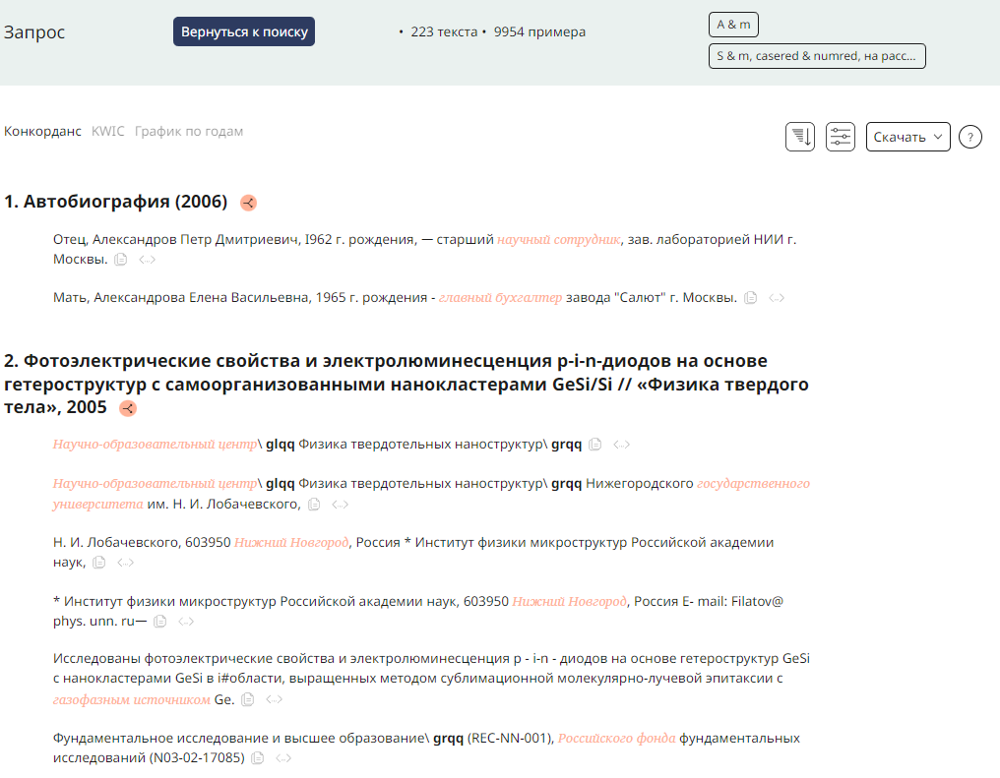 Запрос
Вернуться к поиску
• 223 текста • 9954 примера
A & m
S & m, casered & numred, на расс...
Конкорданс KWIC График по годам
Скачать
?
1. Автобиография (2006)
Отец, Александров Петр Дмитриевич, I962 г. рождения, — старший научный сотрудник, зав. лабораторией НИИ г.
Москвы.
Мать, Александрова Елена Васильевна, 1965 г. рождения - главный бухгалтер завода "Салют" г. Москвы.
2. Фотоэлектрические свойства и электролюминесценция p-i-n-диодов на основе
гетероструктур с самоорганизованными нанокластерами GeSi/Si // «Физика твердого
тела», 2005
Научно-образовательный центр\ glqq Физика твердотельных наноструктур\ grqq
Научно-образовательный центр\ glqq Физика твердотельных наноструктур\ grqq Нижегородского государственного
университета им. Н. И. Лобачевского,
Н. И. Лобачевского, 603950 Нижний Новгород, Россия * Институт физики микроструктур Российской академии
наук,
* Институт физики микроструктур Российской академии наук, 603950 Нижний Новгород, Россия E- mail: Filatov@
phys. unn. ru—
Исследованы фотоэлектрические свойства и электролюминесценция p - i-n - диодов на основе гетероструктур GeSi
с нанокластерами GeSi в i#области, выращенных методом сублимационной молекулярно-лучевой эпитаксии с
газофазным источником Ge.
Фундаментальное исследование и высшее образование\ grqq (REC-NN-001), Российского фонда фундаментальных
исследований (N03-02-17085)